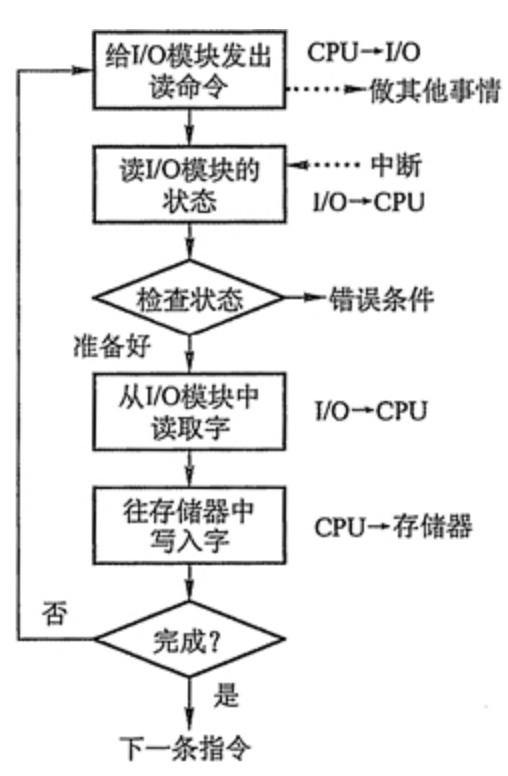 给I/O模块发出
读命令
CPU→I/O
做其他事情
读I/O模块的
状态
中断
I/O→CPU
检查状态
错误条件
准备好
从I/O模块中
读取字
I/O→CPU
往存储器中
写入字
CPU→存储器
否
完成?
是
下一条指令